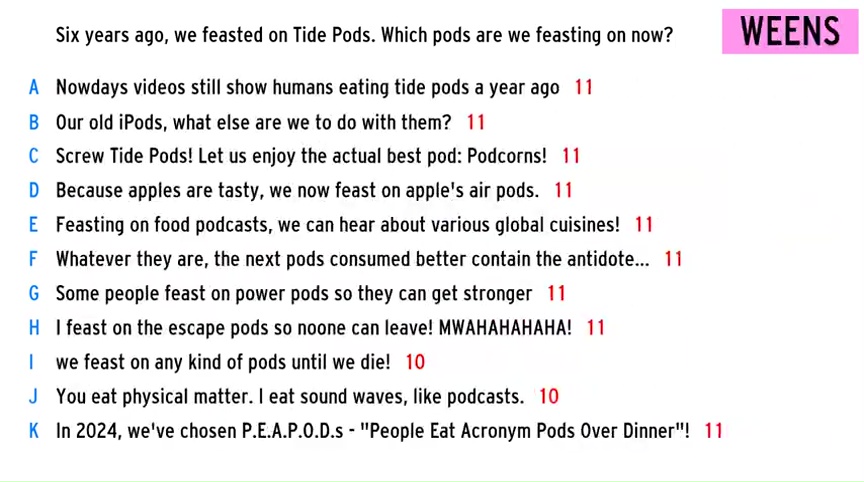 Six years ago, we feasted on Tide Pods. Which pods are we feasting on now?
WEENS
A Nowdays videos still show humans eating tide pods a year ago 11
B Our old iPods, what else are we to do with them? 11
C Screw Tide Pods! Let us enjoy the actual best pod: Podcorns! 11
D Because apples are tasty, we now feast on apple's air pods. 11
E Feasting on food podcasts, we can hear about various global cuisines! 11
F Whatever they are, the next pods consumed better contain the antidote... 11
G Some people feast on power pods so they can get stronger 11
H I feast on the escape pods so noone can leave! MWAHAHAHAHA! 11
I we feast on any kind of pods until we die! 10
J You eat physical matter. I eat sound waves, like podcasts. 10
K In 2024, we've chosen P.E.A.P.O.D.s - "People Eat Acronym Pods Over Dinner"! 11